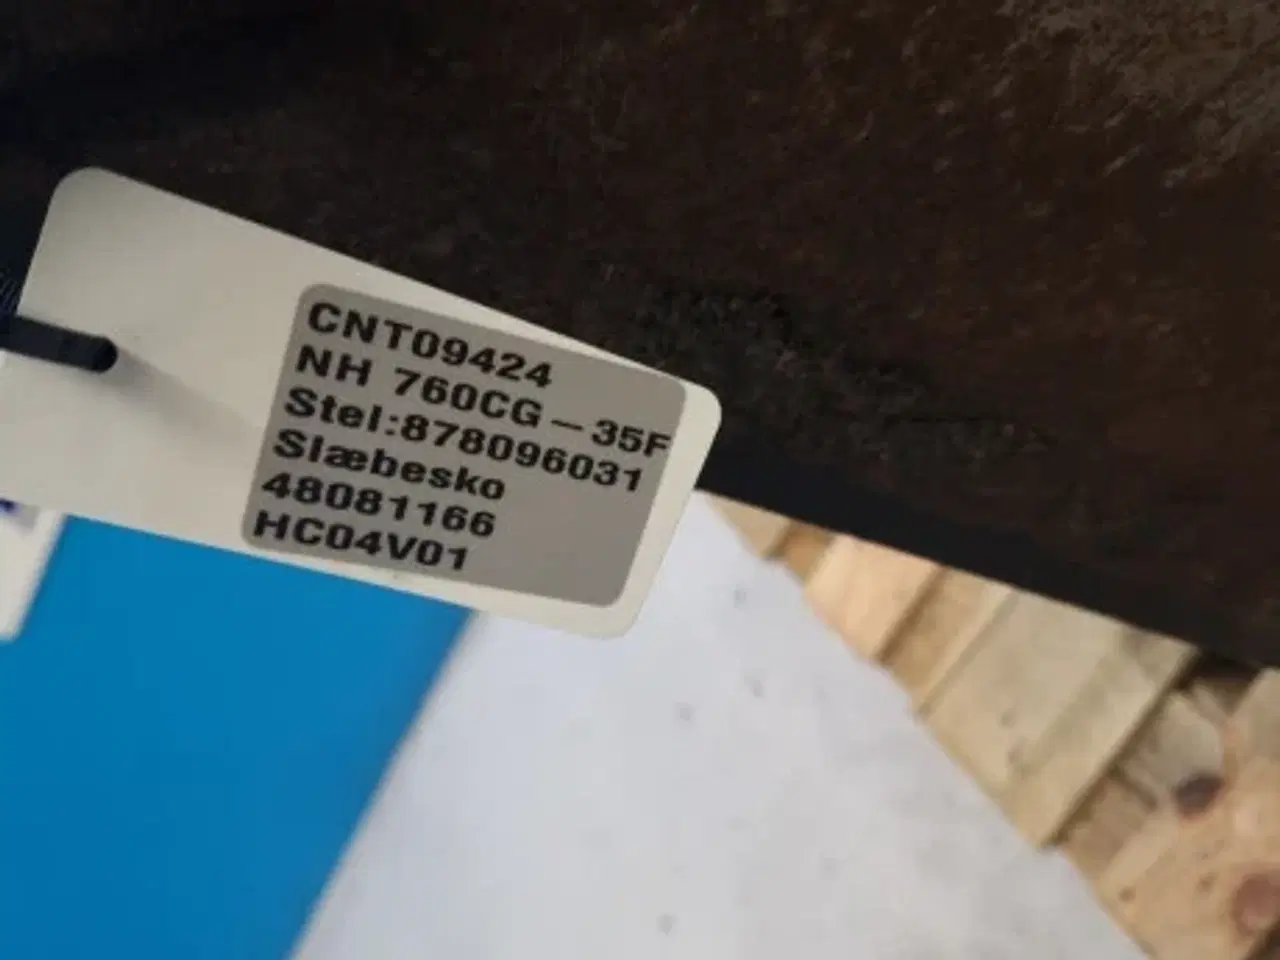 CNT09424
NH 760CG-35F
Stel:878096031
Slæbesko
48081166
HC04V01